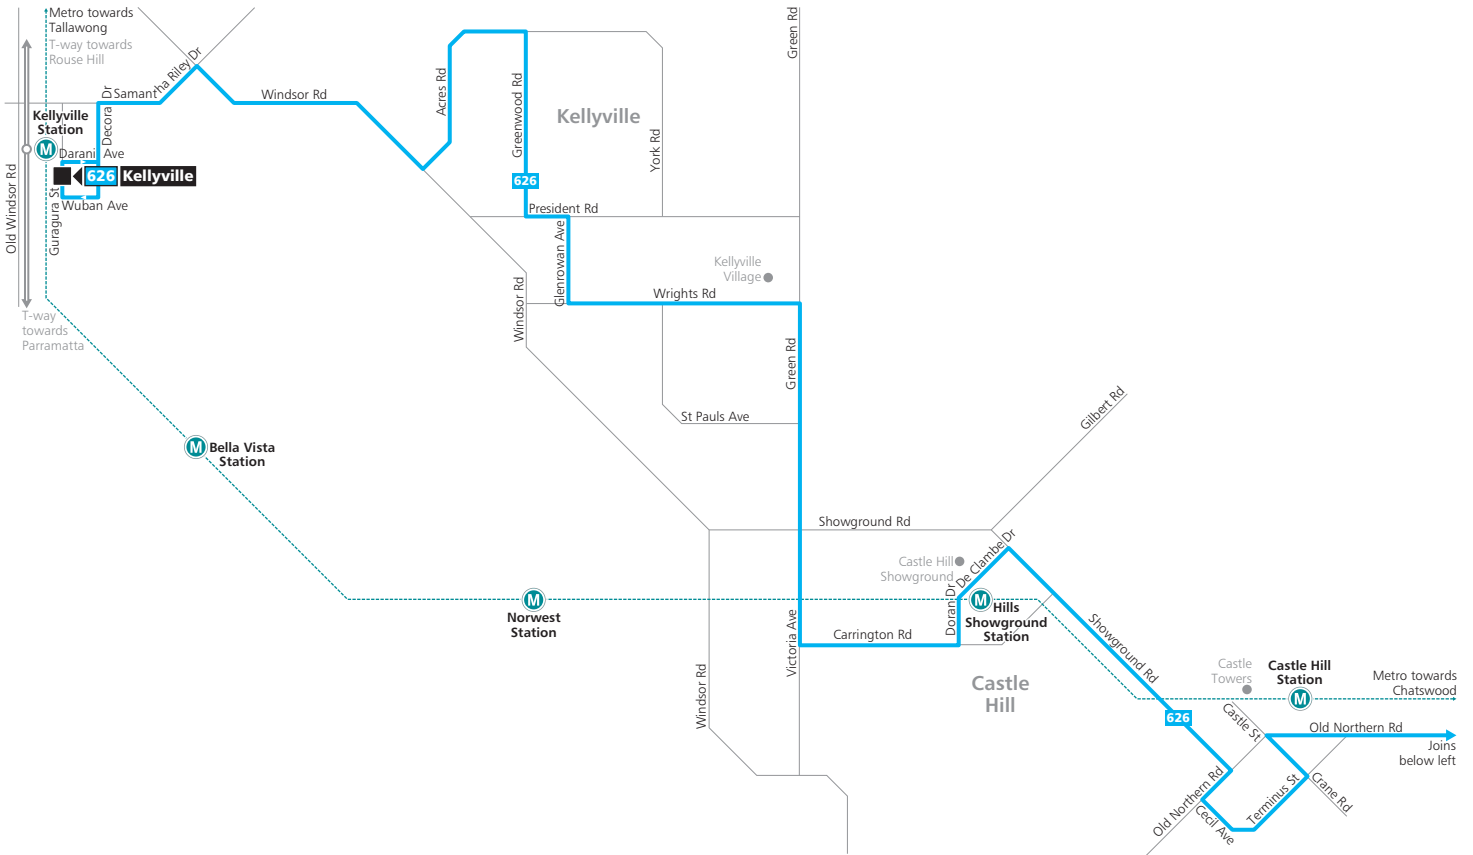 Metro towards
Tallawong
T-way towards
Rouse Hill
Samantha Riley Dr
Decora Dr
Kellyville
Station
M
Darani Ave
626 Kellyville
Wuban Ave
Guragura St
Old Windsor Rd
T-way
towards
Parramatta
Windsor Rd
Acres Rd
Greenwood Rd
Kellyville
York Rd
Green Rd
626
President Rd
Glenrowan Ave
Kellyville
Village
Windsor Rd
Wrights Rd
Green Rd
St Pauls Ave
Gilbert Rd
M
Bella Vista
Station
Showground Rd
Castle Hill
Showground
De Clambe Dr
Doran Dr
M
Norwest
Station
M
Hills
Showground
Station
Victoria Ave
Carrington Rd
Showground Rd
Windsor Rd
Castle
Hill
Castle
Towers
Castle Hill
Station
M
Metro towards
Chatswood
626
Castle St
Old Northern Rd
Joins
below left
Old Northern Rd
Cecil Ave
Terminus St
Crane Rd